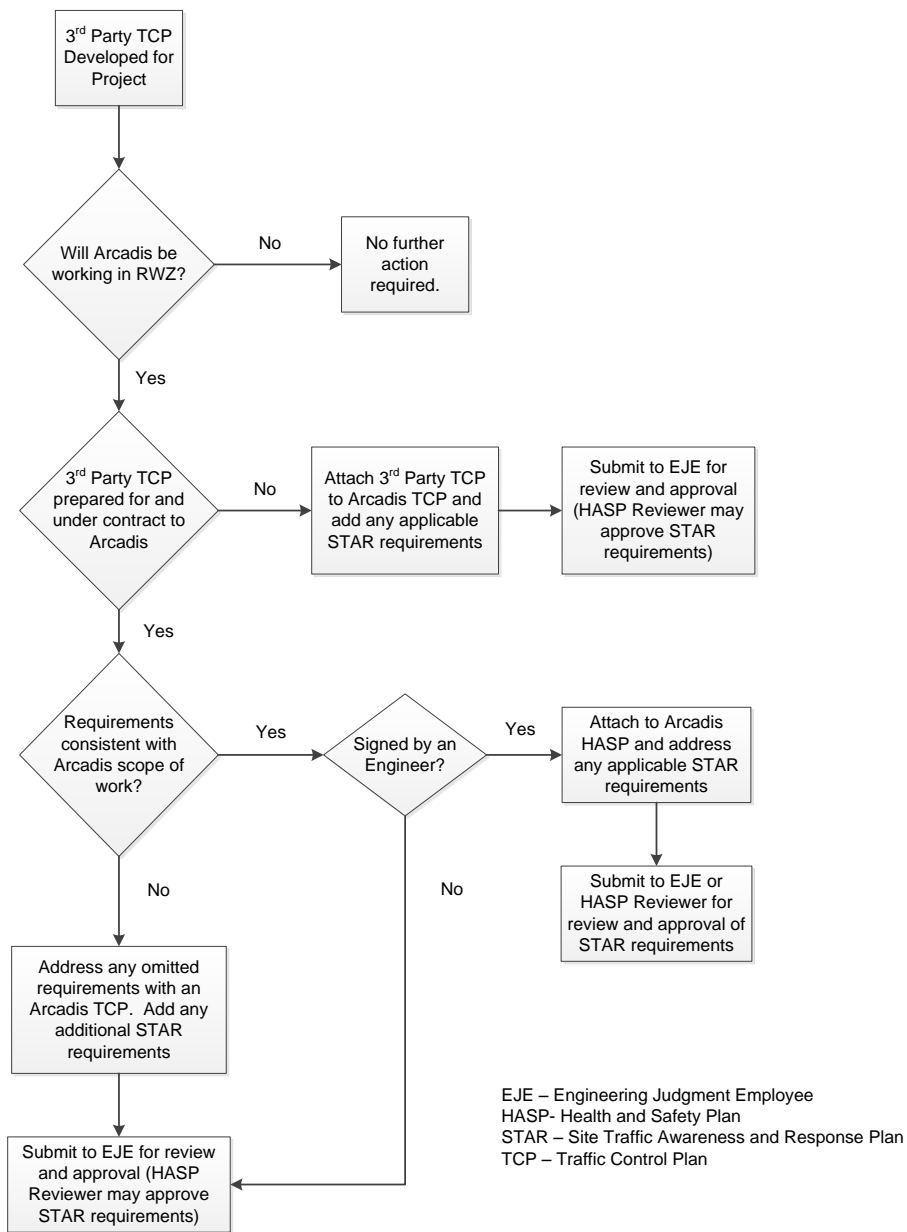 3rd Party TCP
Developed for
Project
Will Arcadis be
working in RWZ?
No
No further
action
required.
Yes
3rd Party TCP
prepared for and
under contract to
Arcadis
No
Attach 3rd Party TCP
to Arcadis TCP and
add any applicable
STAR requirements
Submit to EJE for
review and approval
(HASP Reviewer may
approve STAR
requirements)
Yes
Requirements
consistent with
Arcadis scope of
work?
Yes
Signed by an
Engineer?
Yes
Attach to Arcadis
HASP and address
any applicable STAR
requirements
No
No
Submit to EJE or
HASP Reviewer for
review and approval of
STAR requirements
Address any omitted
requirements with an
Arcadis TCP.  Add any
additional STAR
requirements
Submit to EJE for review
and approval (HASP
Reviewer may approve
STAR requirements)
EJE – Engineering Judgment Employee
HASP- Health and Safety Plan
STAR – Site Traffic Awareness and Response Plan
TCP – Traffic Control Plan